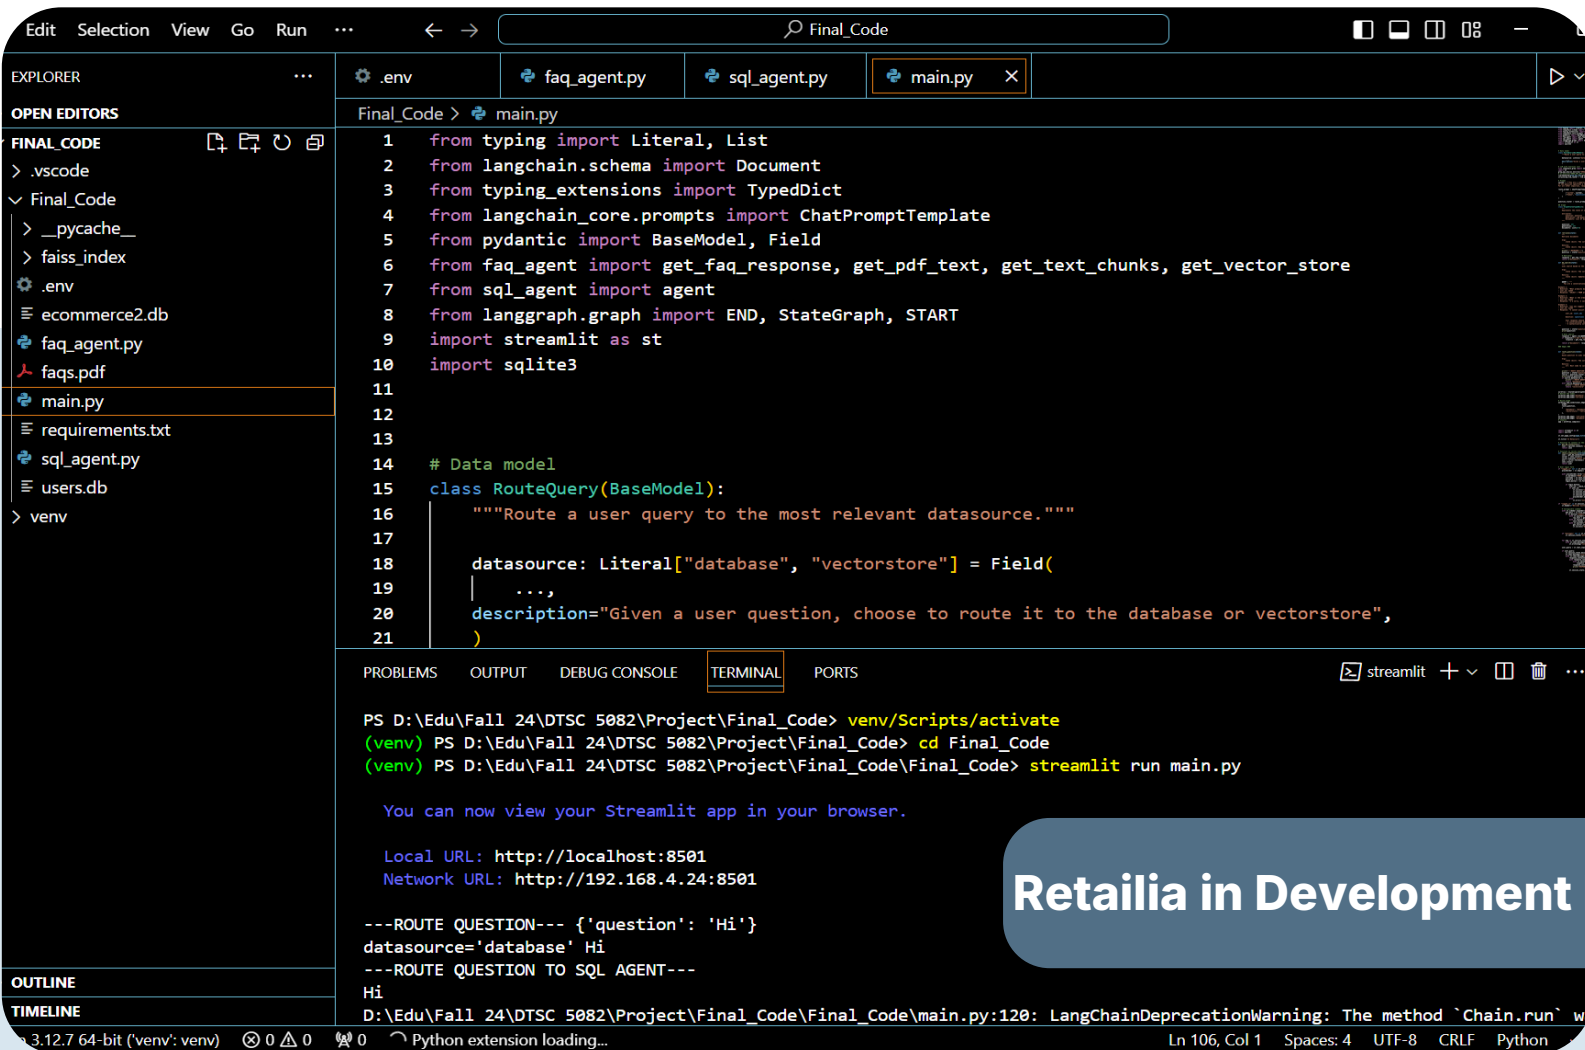 Edit Selection View Go Run ... Final_Code
EXPLORER ...
OPEN EDITORS
FINAL_CODE
.vscode
Final_Code
__pycache__
faiss_index
.env
ecommerce2.db
faq_agent.py
faqs.pdf
main.py
requirements.txt
sql_agent.py
users.db
venv
OUTLINE
TIMELINE
.env faq_agent.py sql_agent.py main.py
Final_Code > main.py
1 from typing import Literal, List
2 from langchain.schema import Document
3 from typing_extensions import TypedDict
4 from langchain_core.prompts import ChatPromptTemplate
5 from pydantic import BaseModel, Field
6 from faq_agent import get_faq_response, get_pdf_text, get_text_chunks, get_vector_store
7 from sql_agent import agent
8 from langgraph.graph import END, StateGraph, START
9 import streamlit as st
10 import sqlite3
11
12
13
14 # Data model
15 class RouteQuery(BaseModel):
16 """Route a user query to the most relevant datasource."""
17
18 datasource: Literal["database", "vectorstore"] = Field(
19 ...,
20 description="Given a user question, choose to route it to the database or vectorstore",
21 )
PROBLEMS OUTPUT DEBUG CONSOLE TERMINAL PORTS streamlit
PS D:\Edu\Fall 24\DTSC 5082\Project\Final_Code> venv/Scripts/activate
(venv) PS D:\Edu\Fall 24\DTSC 5082\Project\Final_Code> cd Final_Code
(venv) PS D:\Edu\Fall 24\DTSC 5082\Project\Final_Code\Final_Code> streamlit run main.py
You can now view your Streamlit app in your browser.
Local URL: http://localhost:8501
Network URL: http://192.168.4.24:8501
---ROUTE QUESTION--- {'question': 'Hi'}
datasource='database' Hi
---ROUTE QUESTION TO SQL AGENT---
Hi
D:\Edu\Fall 24\DTSC 5082\Project\Final_Code\Final_Code\main.py:120: LangChainDeprecationWarning: The method `Chain.run` w
Retailia in Development
3.12.7 64-bit ('venv': venv) 0 0 0 Python extension loading... Ln 106, Col 1 Spaces: 4 UTF-8 CRLF Python